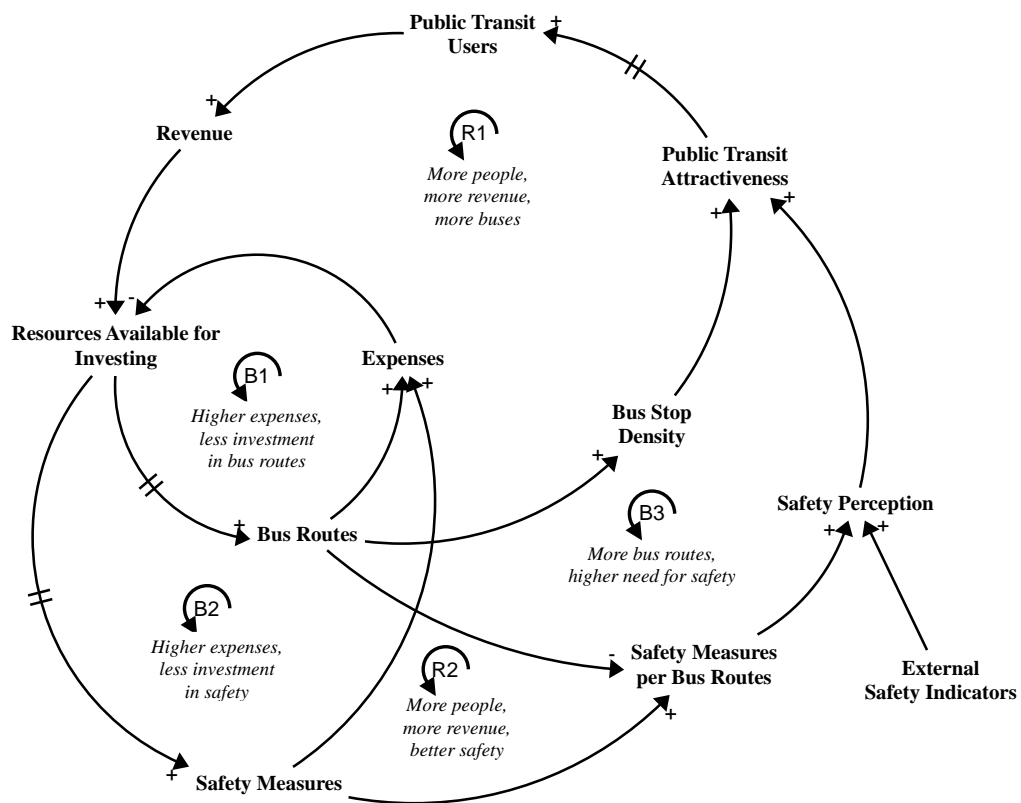 Public Transit
Users
+
+
Revenue
R1
More people,
more revenue,
more buses
Public Transit
Attractiveness
+
+
+
-
Resources Available for
Investing
Expenses
+
+
B1
Higher expenses,
less investment
in bus routes
Bus Stop
Density
+
+
Bus Routes
B3
More bus routes,
higher need for safety
Safety Perception
+
+
B2
Higher expenses,
less investment
in safety
R2
More people,
more revenue,
better safety
-
Safety Measures
per Bus Routes
+
External
Safety Indicators
+
Safety Measures